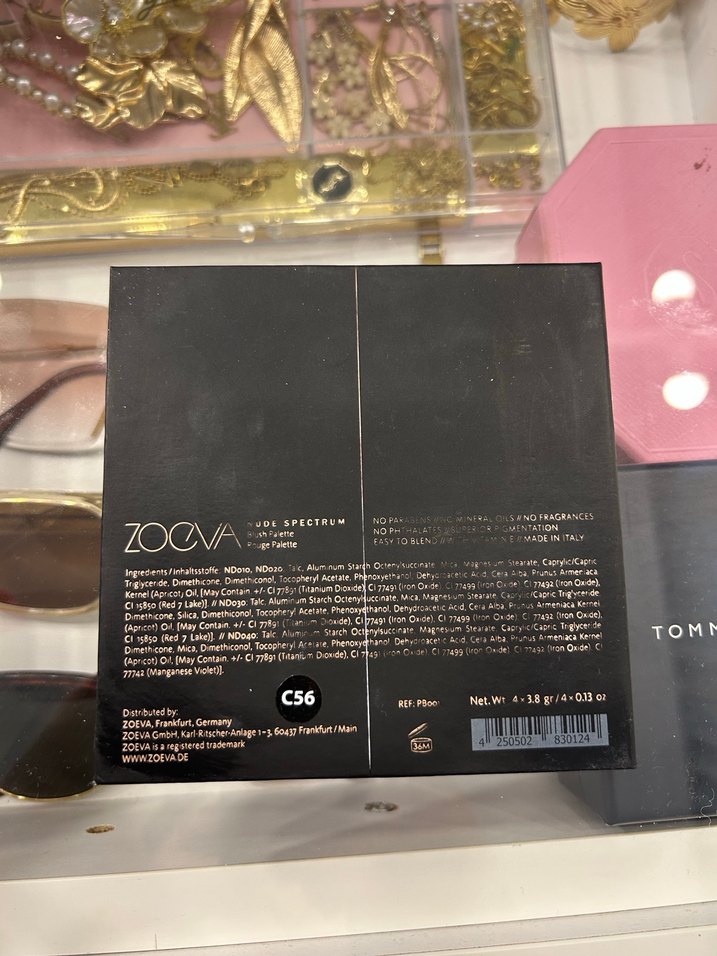 ZOEVA
NUDE SPECTRUM
Blush Palette
Rouge Palette
NO PARABENS // NO MINERAL OILS // NO FRAGRANCES
NO PHTHALATES // SUPERIOR PIGMENTATION
EASY TO BLEND // WITH VITAMIN E // MADE IN ITALY
Ingredients/Inhaltsstoffe: ND010, ND020: Talc, Aluminum Starch Octenylsuccinate, Mica, Magnesium Stearate, Caprylic/Capric
Triglyceride, Dimethicone, Dimethiconol, Tocopheryl Acetate, Phenoxyethanol, Dehydroacetic Acid, Cera Alba, Prunus Armeniaca
Kernel (Apricot) Oil, [May Contain +/- CI 77891 (Titanium Dioxide), CI 77491 (Iron Oxide), CI 77499 (Iron Oxide), CI 77492 (Iron Oxide),
CI 15850 (Red 7 Lake)]. // ND030: Talc, Aluminum Starch Octenylsuccinate, Mica, Magnesium Stearate, Caprylic/Capric Triglyceride
Dimethicone, Silica, Dimethiconol, Tocopheryl Acetate, Phenoxyethanol, Dehydroacetic Acid, Cera Alba, Prunus Armeniaca Kernel
(Apricot) Oil, [May Contain, +/- CI 77891 (Titanium Dioxide), CI 77491 (Iron Oxide), CI 77499 (Iron Oxide), CI 77492 (Iron Oxide),
CI 15850 (Red 7 Lake)] // ND040: Talc, Aluminum Starch Octenylsuccinate, Magnesium Stearate, Caprylic/Capric Triglyceride
Dimethicone, Mica, Dimethiconol, Tocopheryl Acetate, Phenoxyethanol, Dehydroacetic Acid, Cera Alba, Prunus Armeniaca Kernel
(Apricot) Oil, [May Contain. +/- CI 77891 (Titanium Dioxide), CI 77491 (Iron Oxide), CI 77499 (Iron Oxide), CI 77492 (Iron Oxide), CI
77742 (Manganese Violet)].
C56
Distributed by:
ZOEVA, Frankfurt, Germany
ZOEVA GmbH, Karl-Ritscher-Anlage 1-3, 60437 Frankfurt/Main
ZOEVA is a registered trademark
WWW.ZOEVA.DE
REF: PB001
Net. Wt 4 x 3.8 gr / 4 x 0.13 oz
36M
4 250502 830124
TOMM